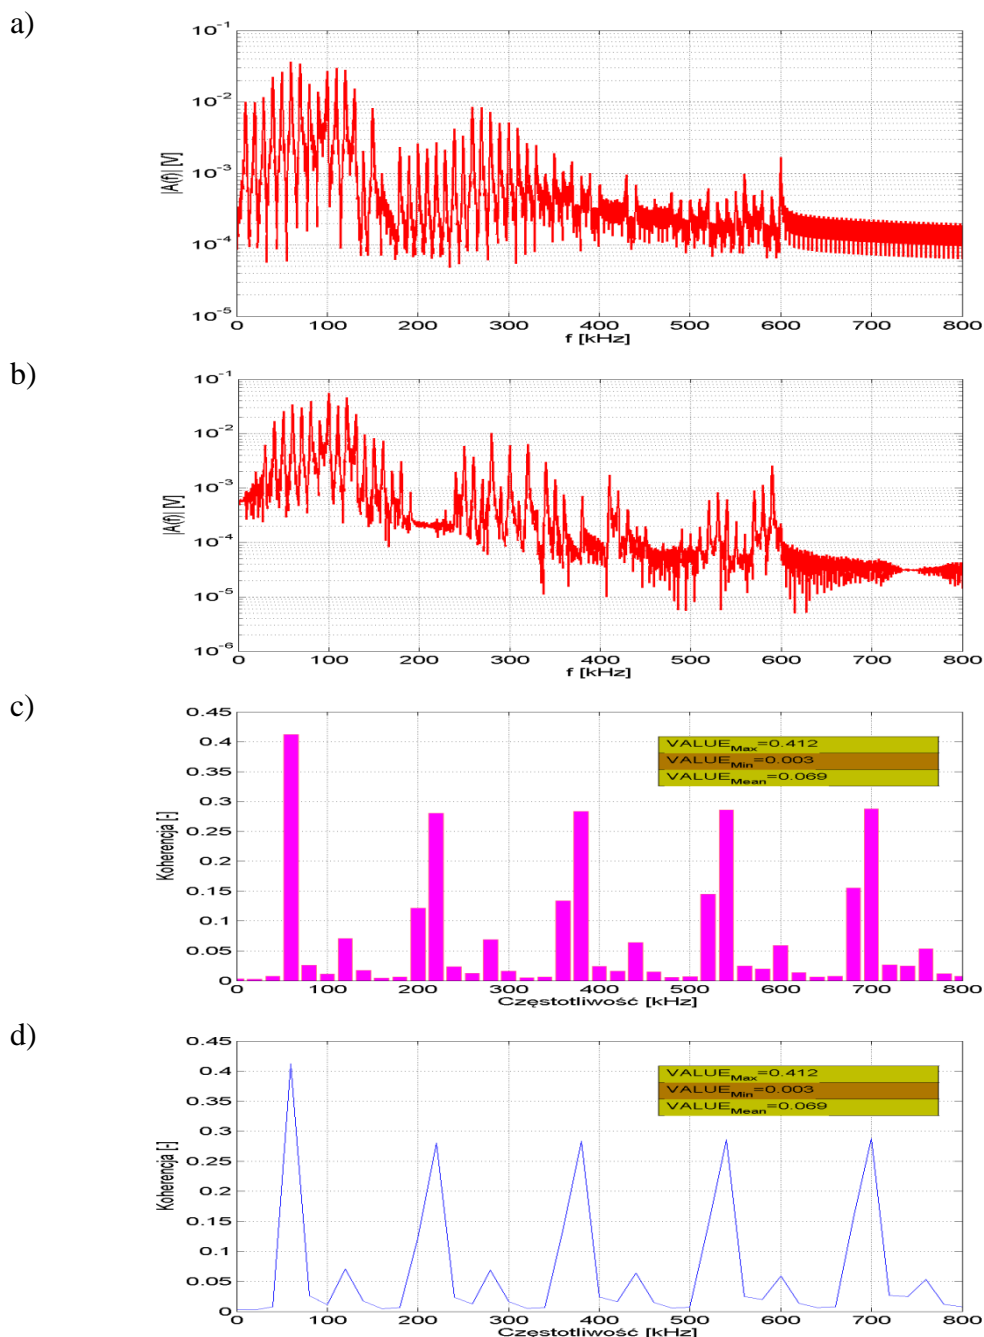 a)
10^-1
10^-2
10^-3
10^-4
10^-5
|A(f)| [V]
0 100 200 300 400 500 600 700 800
f [kHz]
b)
10^-1
10^-2
10^-3
10^-4
10^-5
10^-6
|A(f)| [V]
0 100 200 300 400 500 600 700 800
f [kHz]
c)
0.45
0.4
0.35
0.3
0.25
0.2
0.15
0.1
0.05
0
Koherencja [-]
VALUE_Max=0.412
VALUE_Min=0.003
VALUE_Mean=0.069
0 100 200 300 400 500 600 700 800
Częstotliwość [kHz]
d)
0.45
0.4
0.35
0.3
0.25
0.2
0.15
0.1
0.05
0
Koherencja [-]
VALUE_Max=0.412
VALUE_Min=0.003
VALUE_Mean=0.069
0 100 200 300 400 500 600 700 800
Częstotliwość [kHz]